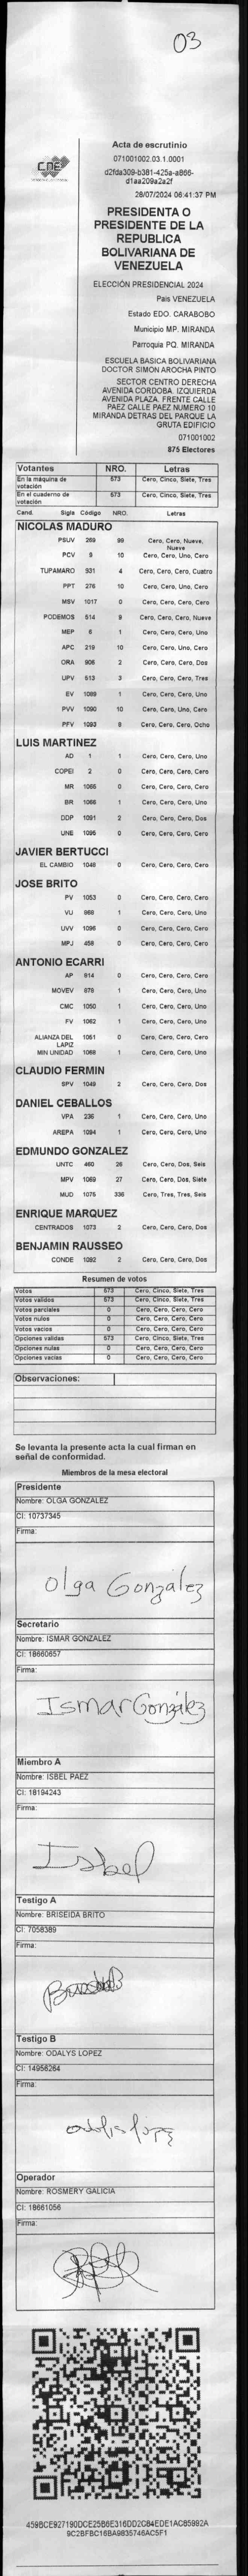 03
CNE
Acta de escrutinio
071001002.03.1.0001
d2fda309-b381-425a-a866-
d1aa209a2a2f
28/07/2024 06:41:37 PM
PRESIDENTA O
PRESIDENTE DE LA
REPUBLICA
BOLIVARIANA DE
VENEZUELA
ELECCIÓN PRESIDENCIAL 2024
Pais VENEZUELA
Estado EDO. CARABOBO
Municipio MP. MIRANDA
Parroquia PQ. MIRANDA
ESCUELA BASICA BOLIVARIANA
DOCTOR SIMON AROCHA PINTO
SECTOR CENTRO DERECHA
AVENIDA CORDOBA. IZQUIERDA
AVENIDA PLAZA. FRENTE CALLE
PAEZ CALLE PAEZ NUMERO 10
MIRANDA DETRAS DEL PARQUE LA
GRUTA EDIFICIO
071001002
875 Electores
Votantes NRO. Letras
En la máquina de votación 573 Cero, Cinco, Siete, Tres
En el cuaderno de votación 573 Cero, Cinco, Siete, Tres
Cand. Sigla Código NRO. Letras
NICOLAS MADURO
PSUV 269 99 Cero, Cero, Nueve, Nueve
PCV 9 10 Cero, Cero, Uno, Cero
TUPAMARO 931 4 Cero, Cero, Cero, Cuatro
PPT 276 10 Cero, Cero, Uno, Cero
MSV 1017 0 Cero, Cero, Cero, Cero
PODEMOS 514 9 Cero, Cero, Cero, Nueve
MEP 6 1 Cero, Cero, Cero, Uno
APC 219 10 Cero, Cero, Uno, Cero
ORA 906 2 Cero, Cero, Cero, Dos
UPV 513 3 Cero, Cero, Cero, Tres
EV 1089 1 Cero, Cero, Cero, Uno
PVV 1090 10 Cero, Cero, Uno, Cero
PFV 1093 8 Cero, Cero, Cero, Ocho
LUIS MARTINEZ
AD 1 1 Cero, Cero, Cero, Uno
COPEI 2 0 Cero, Cero, Cero, Cero
MR 1065 0 Cero, Cero, Cero, Cero
BR 1066 1 Cero, Cero, Cero, Uno
DDP 1091 2 Cero, Cero, Cero, Dos
UNE 1095 0 Cero, Cero, Cero, Cero
JAVIER BERTUCCI
EL CAMBIO 1048 0 Cero, Cero, Cero, Cero
JOSE BRITO
PV 1053 0 Cero, Cero, Cero, Cero
VU 969 1 Cero, Cero, Cero, Uno
UVV 1096 0 Cero, Cero, Cero, Cero
MPJ 458 0 Cero, Cero, Cero, Cero
ANTONIO ECARRI
AP 914 0 Cero, Cero, Cero, Cero
MOVEV 979 1 Cero, Cero, Cero, Uno
CMC 1050 1 Cero, Cero, Cero, Uno
FV 1062 1 Cero, Cero, Cero, Uno
ALIANZA DEL LAPIZ 1051 0 Cero, Cero, Cero, Cero
MIN UNIDAD 1068 1 Cero, Cero, Cero, Uno
CLAUDIO FERMIN
SPV 1049 2 Cero, Cero, Cero, Dos
DANIEL CEBALLOS
VPA 236 1 Cero, Cero, Cero, Uno
AREPA 1094 1 Cero, Cero, Cero, Uno
EDMUNDO GONZALEZ
UNTC 460 26 Cero, Cero, Dos, Seis
MPV 1069 27 Cero, Cero, Dos, Siete
MUD 1075 336 Cero, Tres, Tres, Seis
ENRIQUE MARQUEZ
CENTRADOS 1073 2 Cero, Cero, Cero, Dos
BENJAMIN RAUSSEO
CONDE 1092 2 Cero, Cero, Cero, Dos
Resumen de votos
Votos 573 Cero, Cinco, Siete, Tres
Votos validos 573 Cero, Cinco, Siete, Tres
Votos parciales 0 Cero, Cero, Cero, Cero
Votos nulos 0 Cero, Cero, Cero, Cero
Votos vacios 0 Cero, Cero, Cero, Cero
Opciones validas 573 Cero, Cinco, Siete, Tres
Opciones nulas 0 Cero, Cero, Cero, Cero
Opciones vacias 0 Cero, Cero, Cero, Cero
Observaciones:
Se levanta la presente acta la cual firman en
señal de conformidad.
Miembros de la mesa electoral
Presidente
Nombre: OLGA GONZALEZ
CI: 10737345
Firma:
Olga González
Secretario
Nombre: ISMAR GONZALEZ
CI: 18660657
Firma:
Ismar González
Miembro A
Nombre: ISBEL PAEZ
CI: 18194243
Firma:
Isbel
Testigo A
Nombre: BRISEIDA BRITO
CI: 7058389
Firma:
Testigo B
Nombre: ODALYS LOPEZ
CI: 14956264
Firma:
Odalis López
Operador
Nombre: ROSMERY GALICIA
CI: 18661056
Firma:
459BCE927190DCE25B6E316DD2C84EDE1AC85992A
9C2BFBC16BA9835746AC5F1